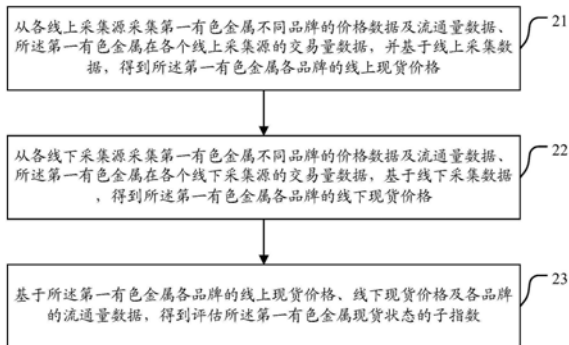 从各线上采集源采集第一有色金属不同品牌的价格数据及流通量数据、
所述第一有色金属在各个线上采集源的交易量数据，并基于线上采集数
据，得到所述第一有色金属各品牌的线上现货价格
21
从各线下采集源采集第一有色金属不同品牌的价格数据及流通量数据、
所述第一有色金属在各个线下采集源的交易量数据，基于线下采集数据
，得到所述第一有色金属各品牌的线下现货价格
22
基于所述第一有色金属各品牌的线上现货价格、线下现货价格及各品牌
的流通量数据，得到评估所述第一有色金属现货状态的子指数
23